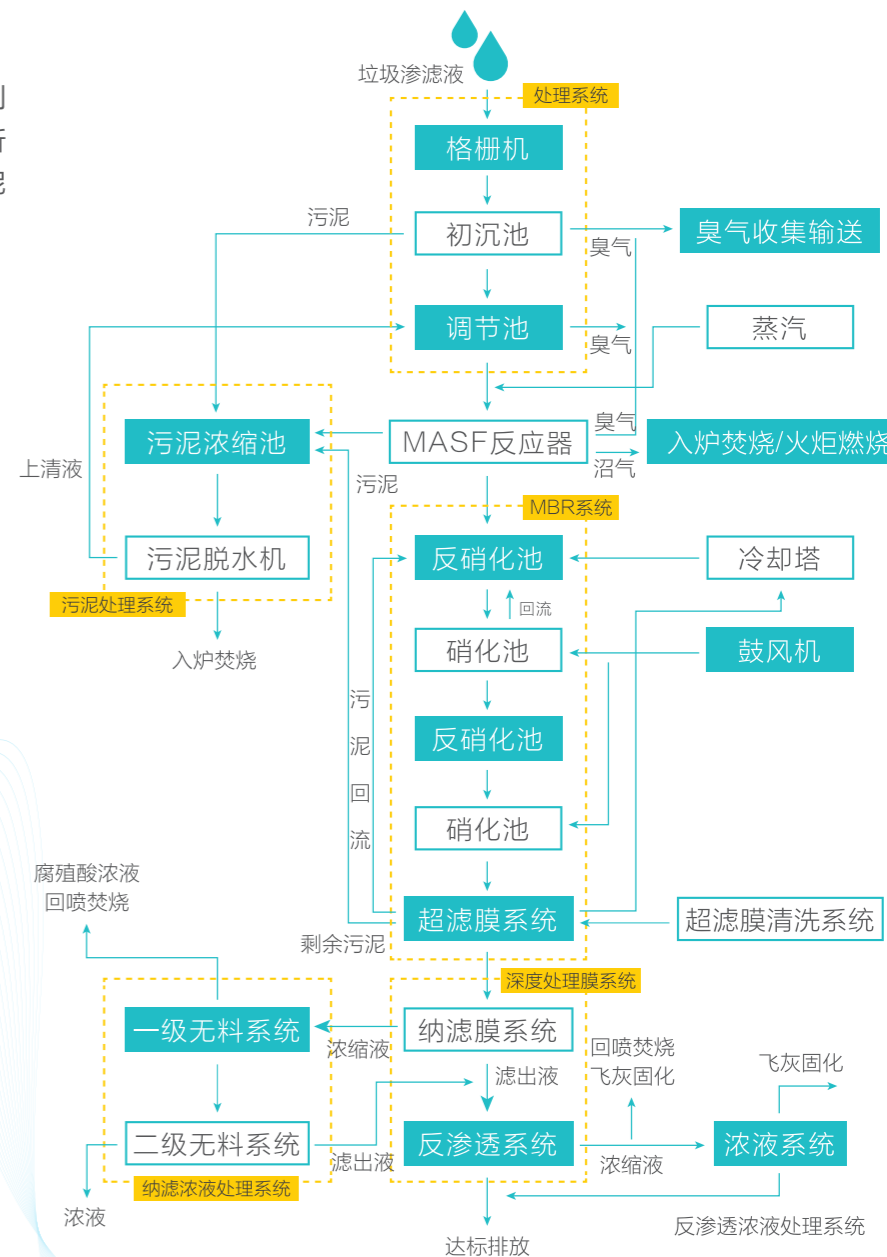 垃圾渗滤液
处理系统
格栅机
污泥
初沉池
臭气
臭气收集输送
调节池
臭气
蒸汽
污泥浓缩池
MASF反应器
臭气
沼气
入炉焚烧/火炬燃烧
上清液
污泥
MBR系统
污泥脱水机
反硝化池
冷却塔
污泥处理系统
回流
入炉焚烧
硝化池
鼓风机
污泥回流
反硝化池
硝化池
腐殖酸浓液
回喷焚烧
超滤膜系统
超滤膜清洗系统
剩余污泥
深度处理膜系统
一级无料系统
纳滤膜系统
浓缩液
滤出液
回喷焚烧
飞灰固化
飞灰固化
二级无料系统
滤出液
反渗透系统
浓缩液
浓液系统
纳滤浓液处理系统
浓液
反渗透浓液处理系统
达标排放